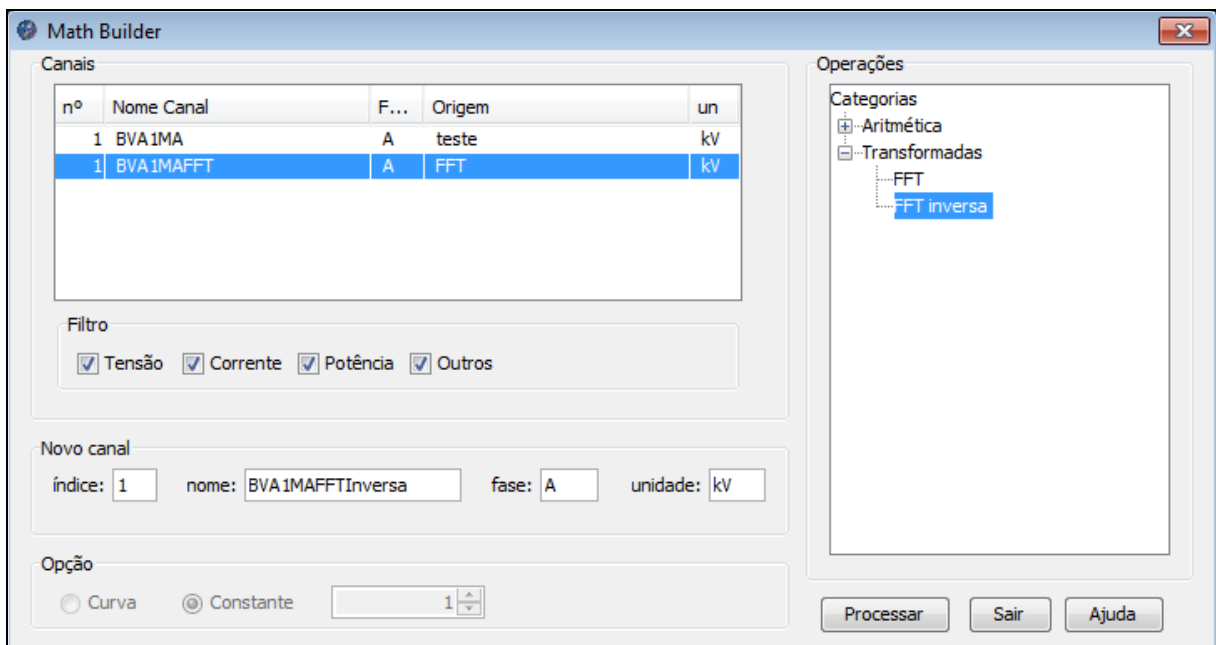 Math Builder
Canais
nº Nome Canal F... Origem un
1 BVA1MA A teste kV
1 BVA1MAFFT A FFT kV
Filtro
Tensão Corrente Potência Outros
Novo canal
índice: 1 nome: BVA1MAFFTInversa fase: A unidade: kV
Opção
Curva Constante 1
Operações
Categorias
Aritmética
Transformadas
FFT
FFT inversa
Processar Sair Ajuda